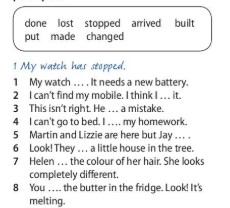 done lost stopped arrived built
put made changed
1 My watch has stopped.
1 My watch .... It needs a new battery.
2 I can't find my mobile. I think I ... it.
3 This isn't right. He ... a mistake.
4 I can't go to bed. I .... my homework.
5 Martin and Lizzie are here but Jay ... .
6 Look! They ... a little house in the tree.
7 Helen ... the colour of her hair. She looks
completely different.
8 You .... the butter in the fridge. Look! It's
melting.